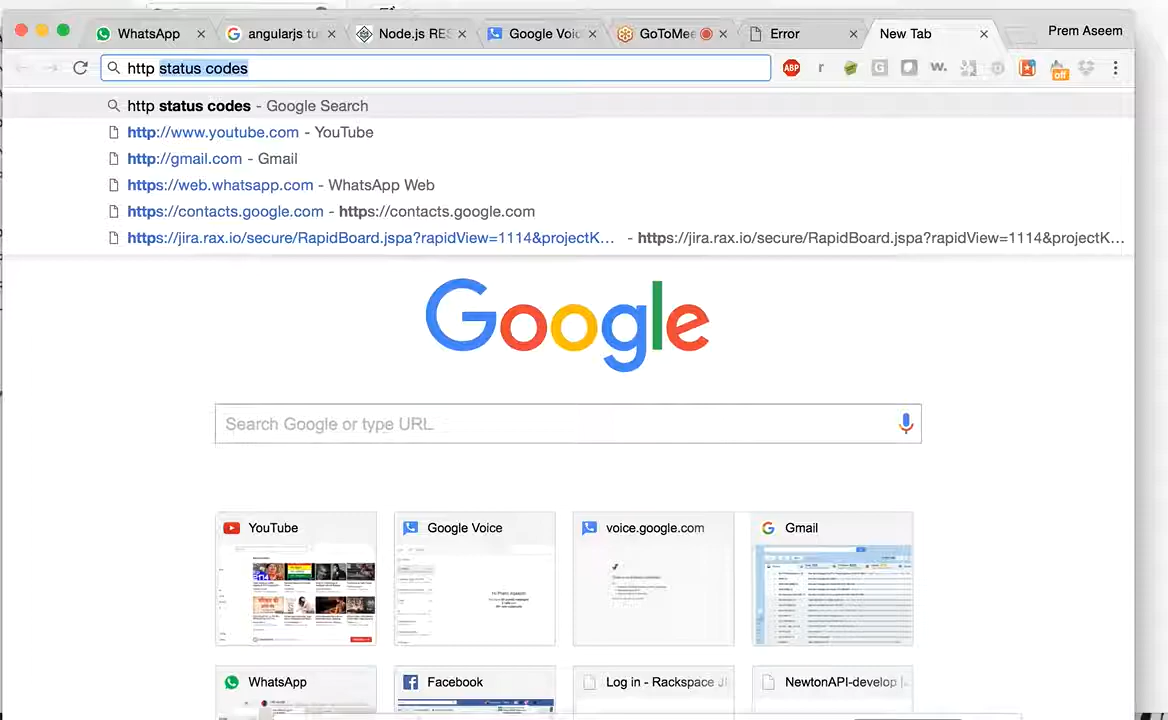 WhatsApp angularjs tu Node.js RES Google Voic GoToMee Error New Tab Prem Aseem
http status codes ABP r G w. off
http status codes - Google Search
http://www.youtube.com - YouTube
http://gmail.com - Gmail
https://web.whatsapp.com - WhatsApp Web
https://contacts.google.com - https://contacts.google.com
https://jira.rax.io/secure/RapidBoard.jspa?rapidView=1114&projectK... - https://jira.rax.io/secure/RapidBoard.jspa?rapidView=1114&projectK...
Google
Search Google or type URL
YouTube Google Voice voice.google.com Gmail
WhatsApp Facebook Log in - Rackspace JI NewtonAPI-develop